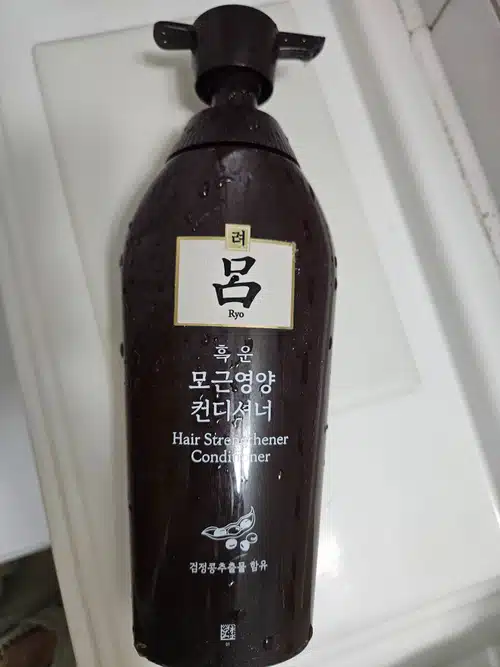 려
呂
Ryo
흑운
모근영양
컨디셔너
Hair Strengthener
Conditioner
검정콩추출물 함유